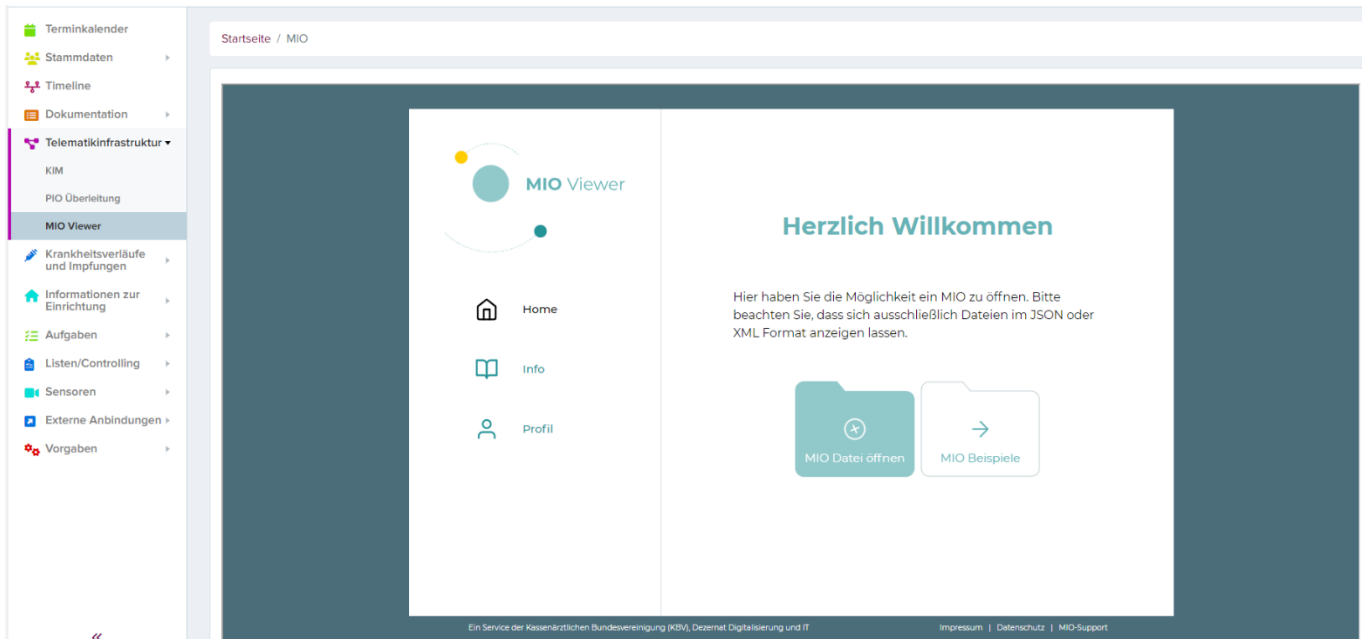 Terminkalender
Stammdaten
Timeline
Dokumentation
Telematikinfrastruktur
KIM
PIO Überleitung
MIO Viewer
Krankheitsverläufe
und Impfungen
Informationen zur
Einrichtung
Aufgaben
Listen/Controlling
Sensoren
Externe Anbindungen
Vorgaben
Startseite / MIO
MIO Viewer
Home
Info
Profil
Herzlich Willkommen
Hier haben Sie die Möglichkeit ein MIO zu öffnen. Bitte
beachten Sie, dass sich ausschließlich Dateien im JSON oder
XML Format anzeigen lassen.
MIO Datei öffnen
MIO Beispiele
Ein Service der Kassenärztlichen Bundesvereinigung (KBV), Dezernat Digitalisierung und IT
Impressum | Datenschutz | MIO-Support